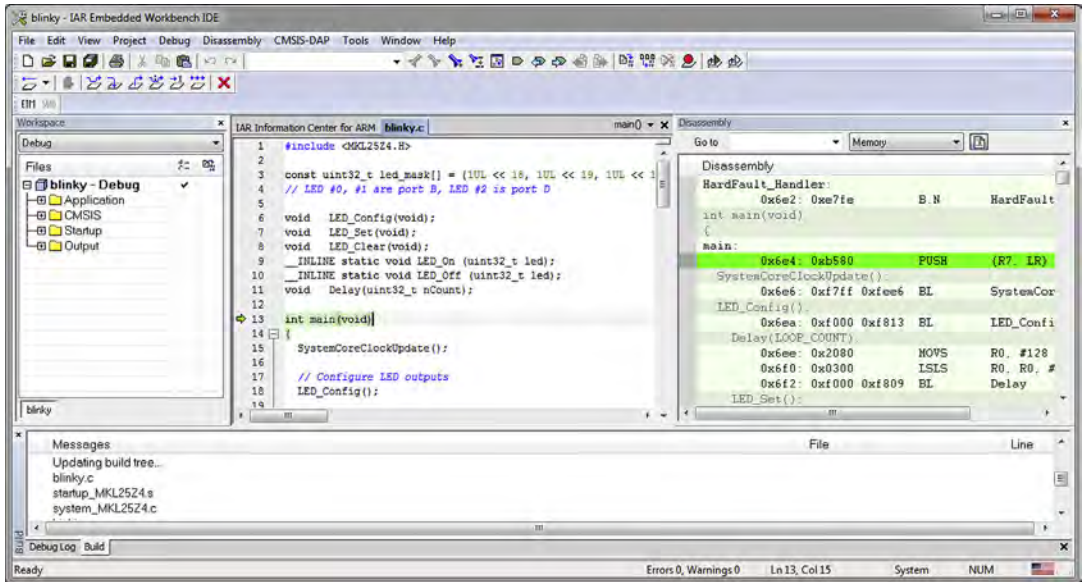 blinky - IAR Embedded Workbench IDE
File Edit View Project Debug Disassembly CMSIS-DAP Tools Window Help
ETM
Workspace
Debug
Files
blinky - Debug
Application
CMSIS
Startup
Output
blinky
IAR Information Center for ARM blinky.c main()
1 #include <MKL25Z4.H>
2
3 const uint32_t led_mask[] = {1UL << 18, 1UL << 19, 1UL << 1
4 // LED #0, #1 are port B, LED #2 is port D
5
6 void LED_Config(void);
7 void LED_Set(void);
8 void LED_Clear(void);
9 __INLINE static void LED_On (uint32_t led);
10 __INLINE static void LED_Off (uint32_t led);
11 void Delay(uint32_t nCount);
12
13 int main(void)
14 {
15 SystemCoreClockUpdate();
16
17 // Configure LED outputs
18 LED_Config();
19
Disassembly
Go to Memory
Disassembly
HardFault_Handler:
0x6e2: 0xe7fe B.N HardFault
int main(void)
{
main:
0x6e4: 0xb580 PUSH {R7, LR}
SystemCoreClockUpdate();
0x6e6: 0xf7ff 0xfee6 BL SystemCor
LED_Config();
0x6ea: 0xf000 0xf813 BL LED_Confi
Delay(LOOP_COUNT);
0x6ee: 0x2080 MOVS R0, #128
0x6f0: 0x0300 LSLS R0, R0, #
0x6f2: 0xf000 0xf809 BL Delay
LED_Set();
Messages File Line
Updating build tree...
blinky.c
startup_MKL25Z4.s
system_MKL25Z4.c
Debug Log Build
Ready Errors 0, Warnings 0 Ln 13, Col 15 System NUM